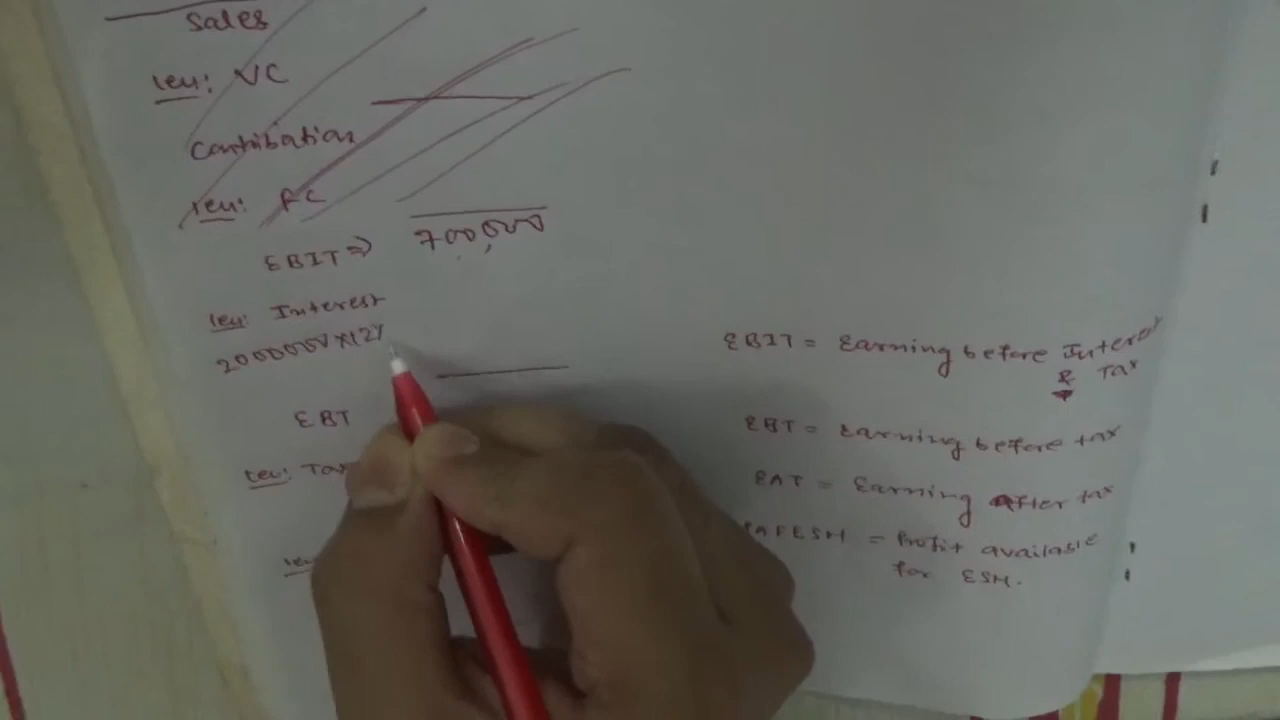 Sales
Less: VC
Contribution
Less: FC
EBIT ⇒ 700,000
Less: Interest
2000000×12%
EBT
Less: Tax
EBIT = Earning before Interest
& Tax
EBT = Earning before tax
EAT = Earning After tax
PAFESH = Profit available
for ESH.